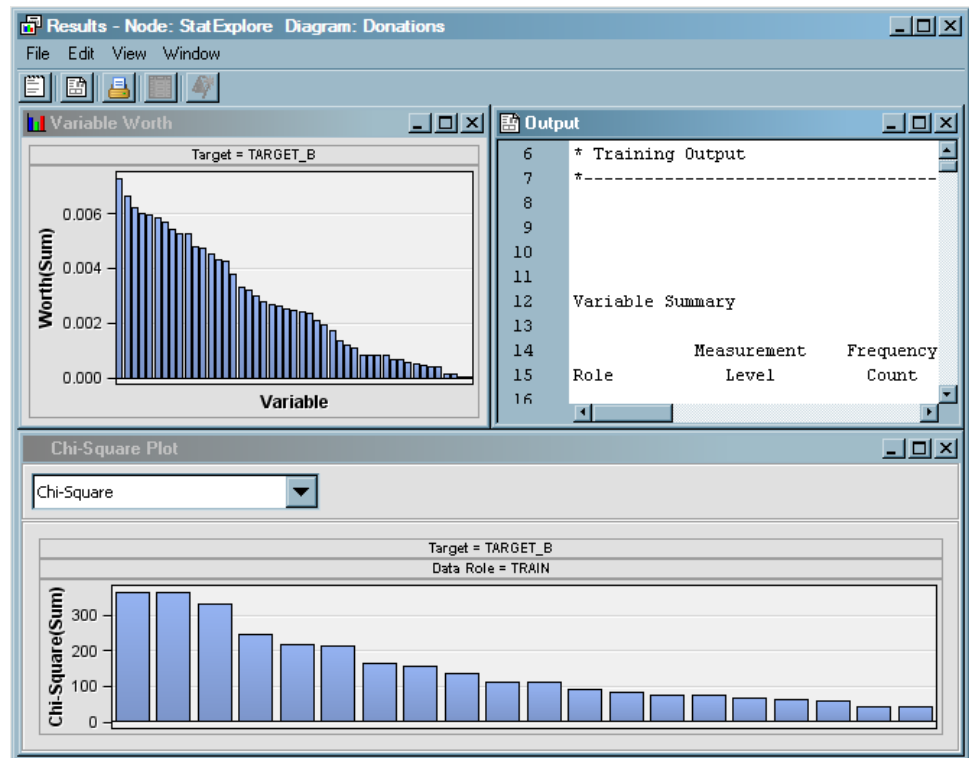 Results - Node: StatExplore Diagram: Donations
File Edit View Window
Variable Worth
Target = TARGET_B
Worth(Sum)
0.006
0.004
0.002
0.000
Variable
Output
6 * Training Output
7 *-----------------------------------
8
9
10
11
12 Variable Summary
13
14 Measurement Frequency
15 Role Level Count
16
Chi-Square Plot
Chi-Square
Target = TARGET_B
Data Role = TRAIN
Chi-Square(Sum)
300
200
100
0